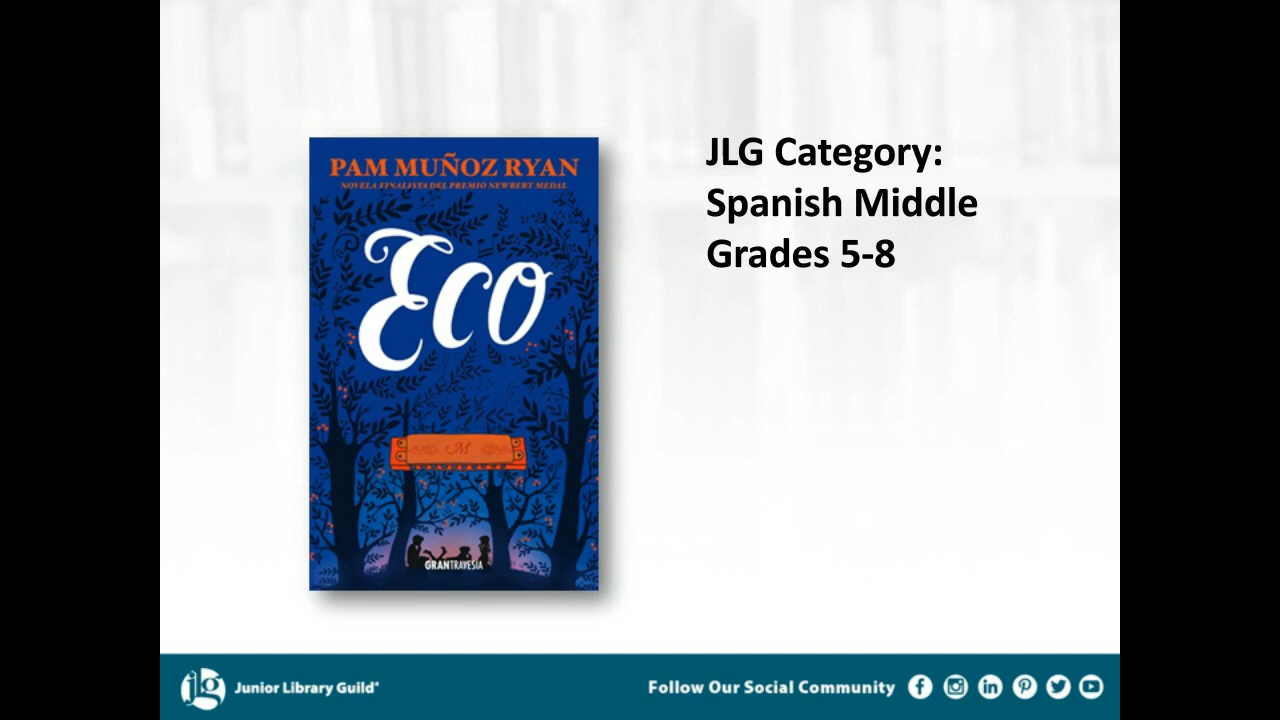 PAM MUÑOZ RYAN
NOVELA FINALISTA DEL PREMIO NEWBERY MEDAL
Eco
M
GRANTRAVESÍA
JLG Category:
Spanish Middle
Grades 5-8
jlg
Junior Library Guild®
Follow Our Social Community